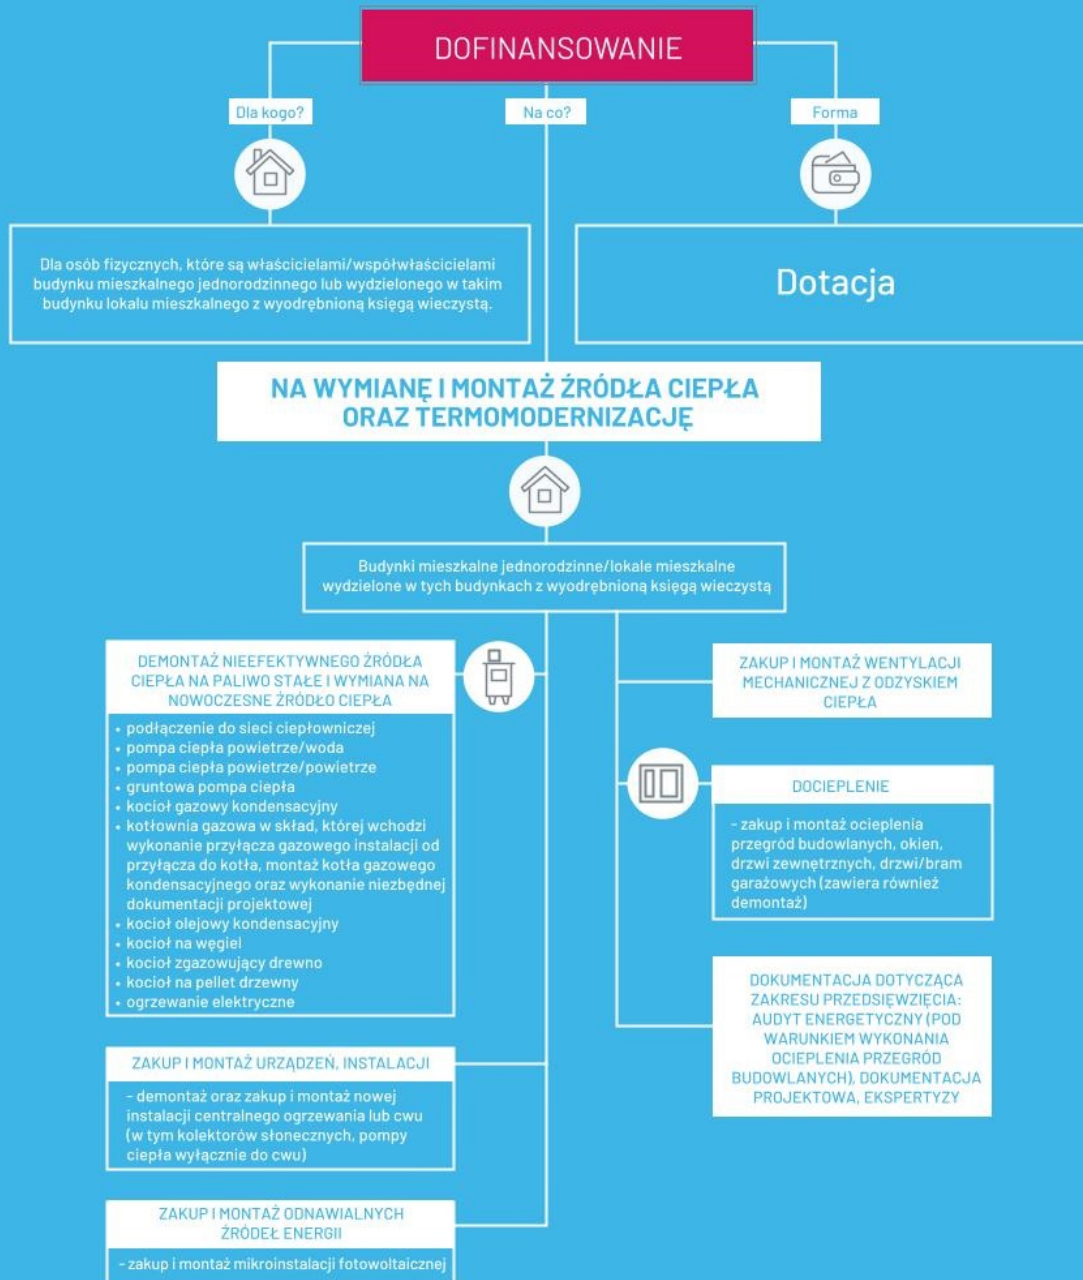 DOFINANSOWANIE
Dla kogo?
Na co?
Forma
Dla osób fizycznych, które są właścicielami/współwłaścicielami
budynku mieszkalnego jednorodzinnego lub wydzielonego w takim
budynku lokalu mieszkalnego z wyodrębnioną księgą wieczystą.
Dotacja
NA WYMIANĘ I MONTAŻ ŹRÓDŁA CIEPŁA
ORAZ TERMOMODERNIZACJĘ
Budynki mieszkalne jednorodzinne/lokale mieszkalne
wydzielone w tych budynkach z wyodrębnioną księgą wieczystą
DEMONTAŻ NIEEFEKTYWNEGO ŹRÓDŁA
CIEPŁA NA PALIWO STAŁE I WYMIANA NA
NOWOCZESNE ŹRÓDŁO CIEPŁA
• podłączenie do sieci ciepłowniczej
• pompa ciepła powietrze/woda
• pompa ciepła powietrze/powietrze
• gruntowa pompa ciepła
• kocioł gazowy kondensacyjny
• kotłownia gazowa w skład, której wchodzi
wykonanie przyłącza gazowego instalacji od
przyłącza do kotła, montaż kotła gazowego
kondensacyjnego oraz wykonanie niezbędnej
dokumentacji projektowej
• kocioł olejowy kondensacyjny
• kocioł na węgiel
• kocioł zgazowujący drewno
• kocioł na pellet drzewny
• ogrzewanie elektryczne
ZAKUP I MONTAŻ URZĄDZEŃ, INSTALACJI
- demontaż oraz zakup i montaż nowej
instalacji centralnego ogrzewania lub cwu
(w tym kolektorów słonecznych, pompy
ciepła wyłącznie do cwu)
ZAKUP I MONTAŻ ODNAWIALNYCH
ŹRÓDEŁ ENERGII
- zakup i montaż mikroinstalacji fotowoltaicznej
ZAKUP I MONTAŻ WENTYLACJI
MECHANICZNEJ Z ODZYSKIEM
CIEPŁA
DOCIEPLENIE
- zakup i montaż ocieplenia
przegród budowlanych, okien,
drzwi zewnętrznych, drzwi/bram
garażowych (zawiera również
demontaż)
DOKUMENTACJA DOTYCZĄCA
ZAKRESU PRZEDSIĘWZIĘCIA:
AUDYT ENERGETYCZNY (POD
WARUNKIEM WYKONANIA
OCIEPLENIA PRZEGRÓD
BUDOWLANYCH), DOKUMENTACJA
PROJEKTOWA, EKSPERTYZY